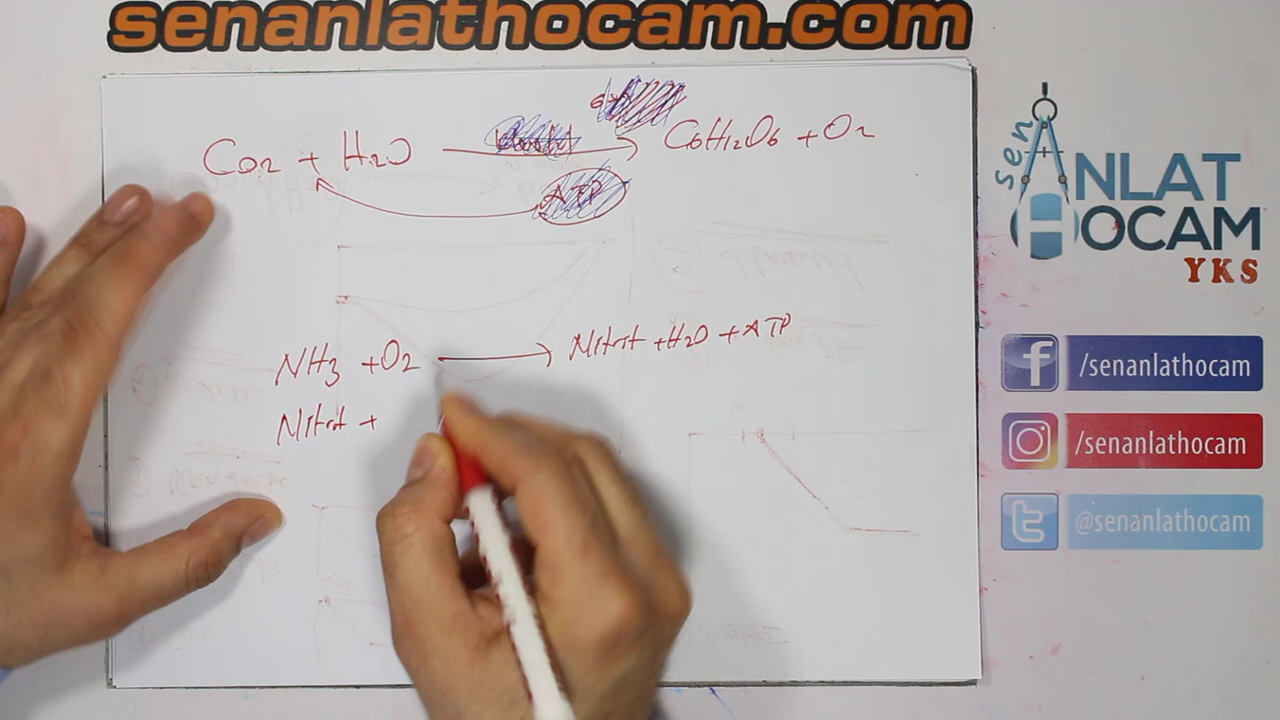 senanlathocam.com
CO2 + H2O → C6H12O6 + O2
ATP
NH3 + O2 → Nitrit + H2O + ATP
Nitrit +
sen
ANLAT
HOCAM
YKS
/senanlathocam
/senanlathocam
@senanlathocam